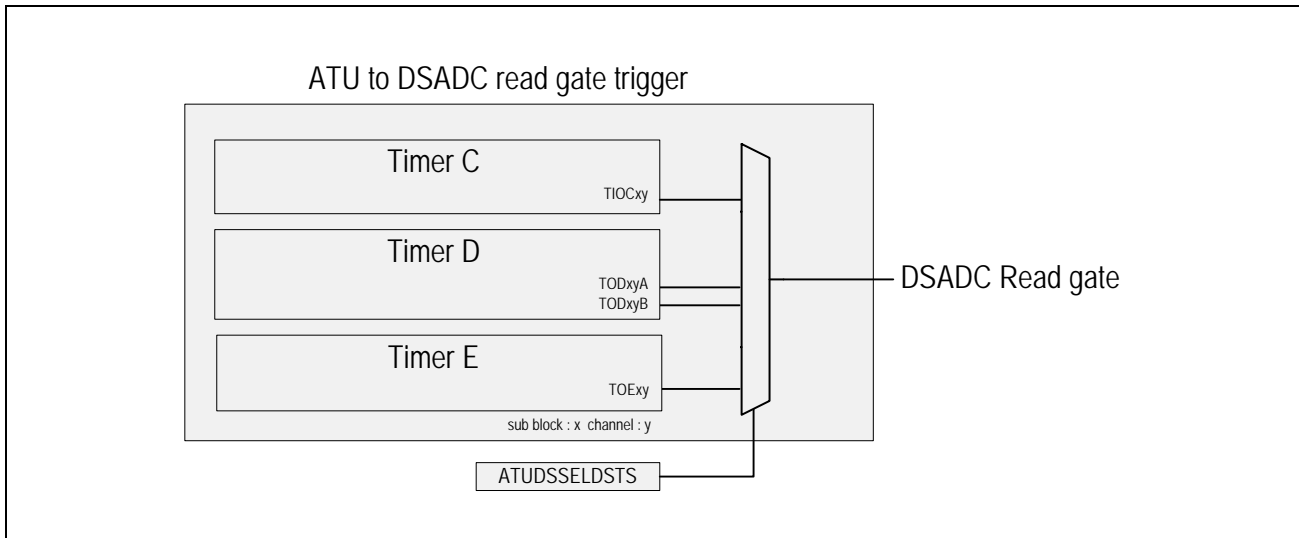 ATU to DSADC read gate trigger
Timer C
TIOCxy
Timer D
TODxyA
TODxyB
DSADC Read gate
Timer E
TOExy
sub block : x channel : y
ATUDSSELDSTS